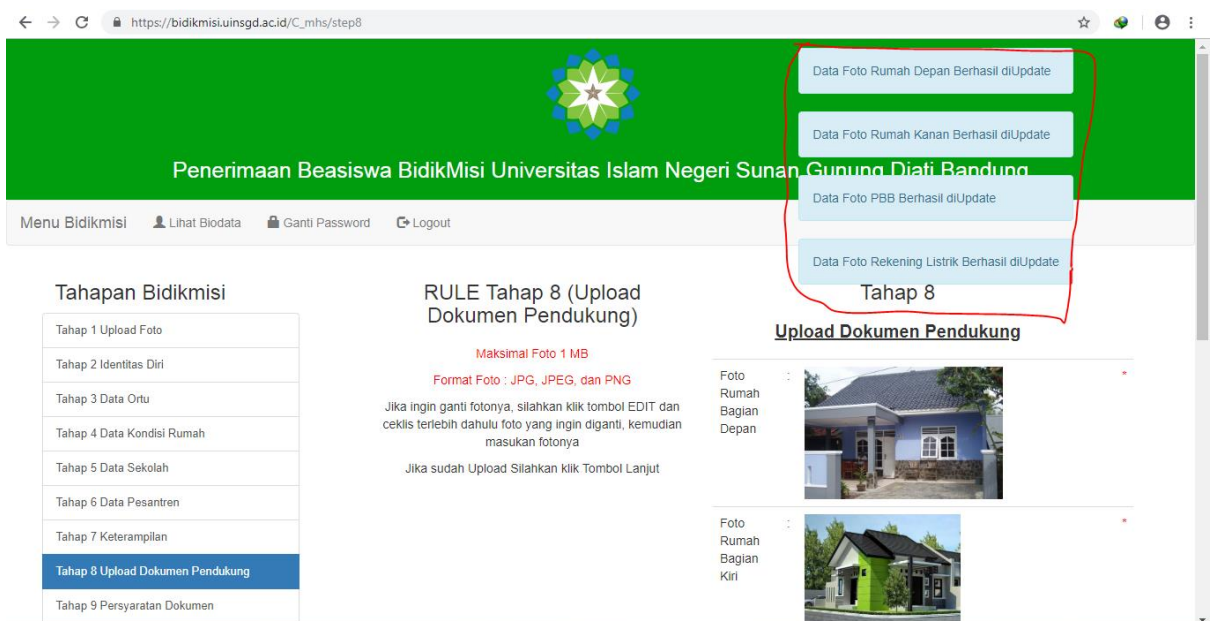 https://bidikmisi.uinsgd.ac.id/C_mhs/step8
Data Foto Rumah Depan Berhasil diUpdate
Data Foto Rumah Kanan Berhasil diUpdate
Penerimaan Beasiswa BidikMisi Universitas Islam Negeri Sunan Gunung Djati Bandung
Data Foto PBB Berhasil diUpdate
Menu Bidikmisi Lihat Biodata Ganti Password Logout
Data Foto Rekening Listrik Berhasil diUpdate
Tahapan Bidikmisi
Tahap 1 Upload Foto
Tahap 2 Identitas Diri
Tahap 3 Data Ortu
Tahap 4 Data Kondisi Rumah
Tahap 5 Data Sekolah
Tahap 6 Data Pesantren
Tahap 7 Keterampilan
Tahap 8 Upload Dokumen Pendukung
Tahap 9 Persyaratan Dokumen
RULE Tahap 8 (Upload
Dokumen Pendukung)
Maksimal Foto 1 MB
Format Foto : JPG, JPEG, dan PNG
Jika ingin ganti fotonya, silahkan klik tombol EDIT dan
ceklis terlebih dahulu foto yang ingin diganti, kemudian
masukan fotonya
Jika sudah Upload Silahkan klik Tombol Lanjut
Tahap 8
Upload Dokumen Pendukung
Foto : *
Rumah
Bagian
Depan
Foto : *
Rumah
Bagian
Kiri